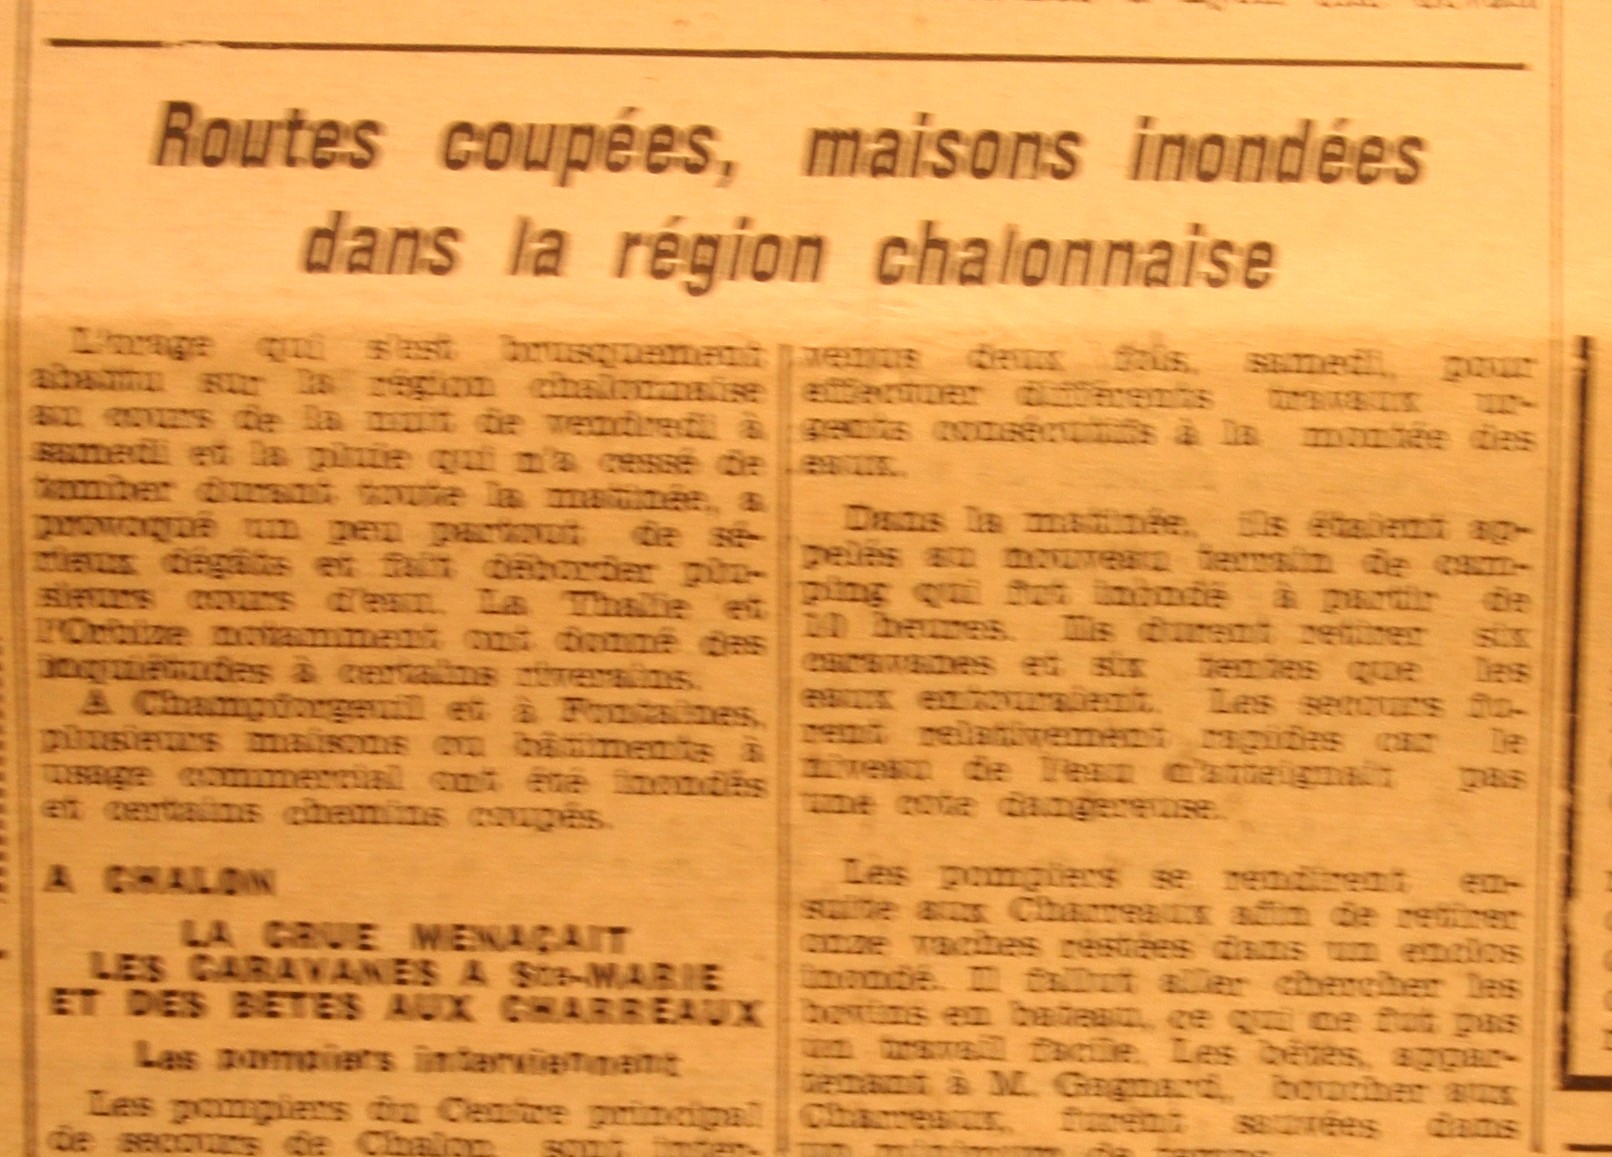 Routes coupées, maisons inondées
dans la région chalonnaise
L'orage qui s'est brusquement
abattu sur la région chalonnaise
au cours de la nuit de vendredi à
samedi et la pluie qui n'a cessé de
tomber durant toute la matinée, a
provoqué un peu partout de sé-
rieux dégâts et fait déborder plu-
sieurs cours d'eau. La Thalie et
l'Orbize notamment ont donné des
inquiétudes à certains riverains.
A Champforgeuil et à Fontaines,
plusieurs maisons ou bâtiments à
usage commercial ont été inondés
et certains chemins coupés.
A CHALON
LA CRUE MENAÇAIT
LES CARAVANES A Ste-MARIE
ET DES BETES AUX CHARREAUX
Les pompiers interviennent
Les pompiers du Centre principal
de secours de Chalon sont inter-
venus deux fois, samedi, pour
effectuer différents travaux ur-
gents consécutifs à la montée des
eaux.
Dans la matinée, ils étaient ap-
pelés au nouveau terrain de cam-
ping qui fut inondé à partir de
10 heures. Ils durent retirer six
caravanes et six tentes que les
eaux entouraient. Les secours fu-
rent relativement rapides car le
niveau de l'eau n'atteignait pas
une cote dangereuse.
Les pompiers se rendirent en-
suite aux Charreaux afin de retirer
onze vaches restées dans un enclos
inondé. Il fallut aller chercher les
bovins en bateau, ce qui ne fut pas
un travail facile. Les bêtes, appar-
tenant à M. Gagnard, boucher aux
Charreaux, furent sauvées dans
un minimum de temps.